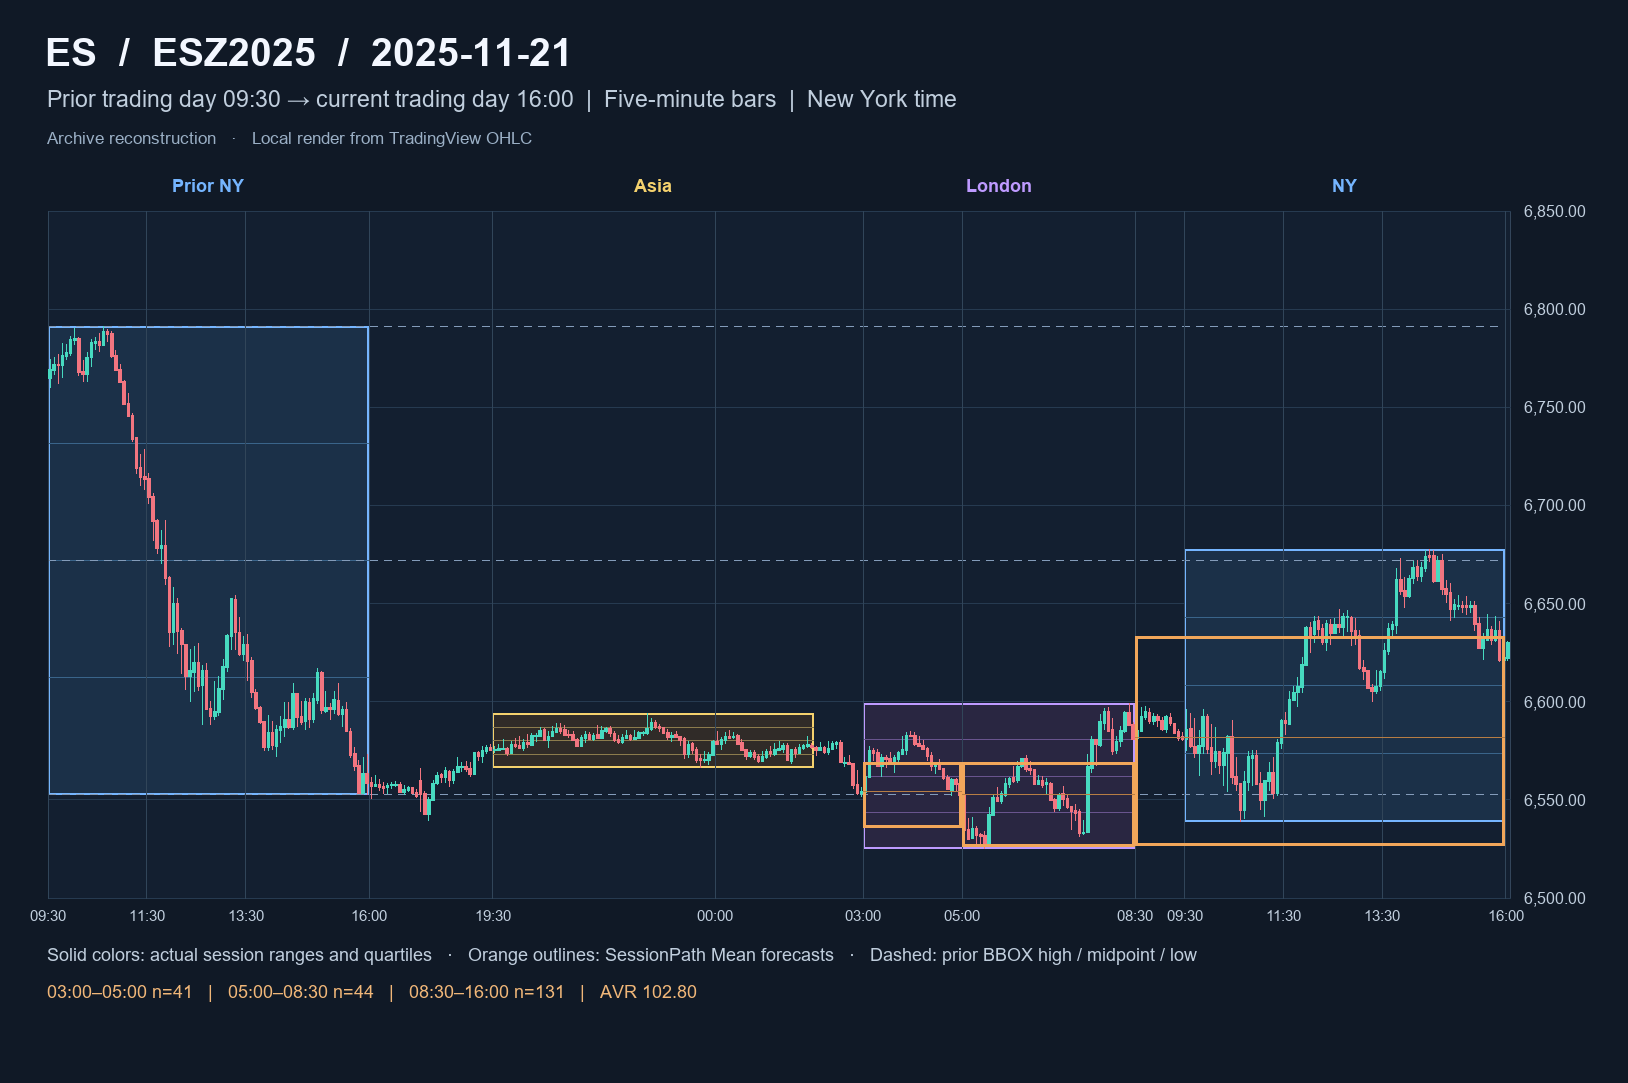 ES / ESZ2025 / 2025-11-21
Prior trading day 09:30 → current trading day 16:00 | Five-minute bars | New York time
Archive reconstruction · Local render from TradingView OHLC
Prior NY Asia London NY
6,850.00
6,800.00
6,750.00
6,700.00
6,650.00
6,600.00
6,550.00
6,500.00
09:30 11:30 13:30 16:00 19:30 00:00 03:00 05:00 08:30 09:30 11:30 13:30 16:00
Solid colors: actual session ranges and quartiles · Orange outlines: SessionPath Mean forecasts · Dashed: prior BBOX high / midpoint / low
03:00–05:00 n=41 | 05:00–08:30 n=44 | 08:30–16:00 n=131 | AVR 102.80